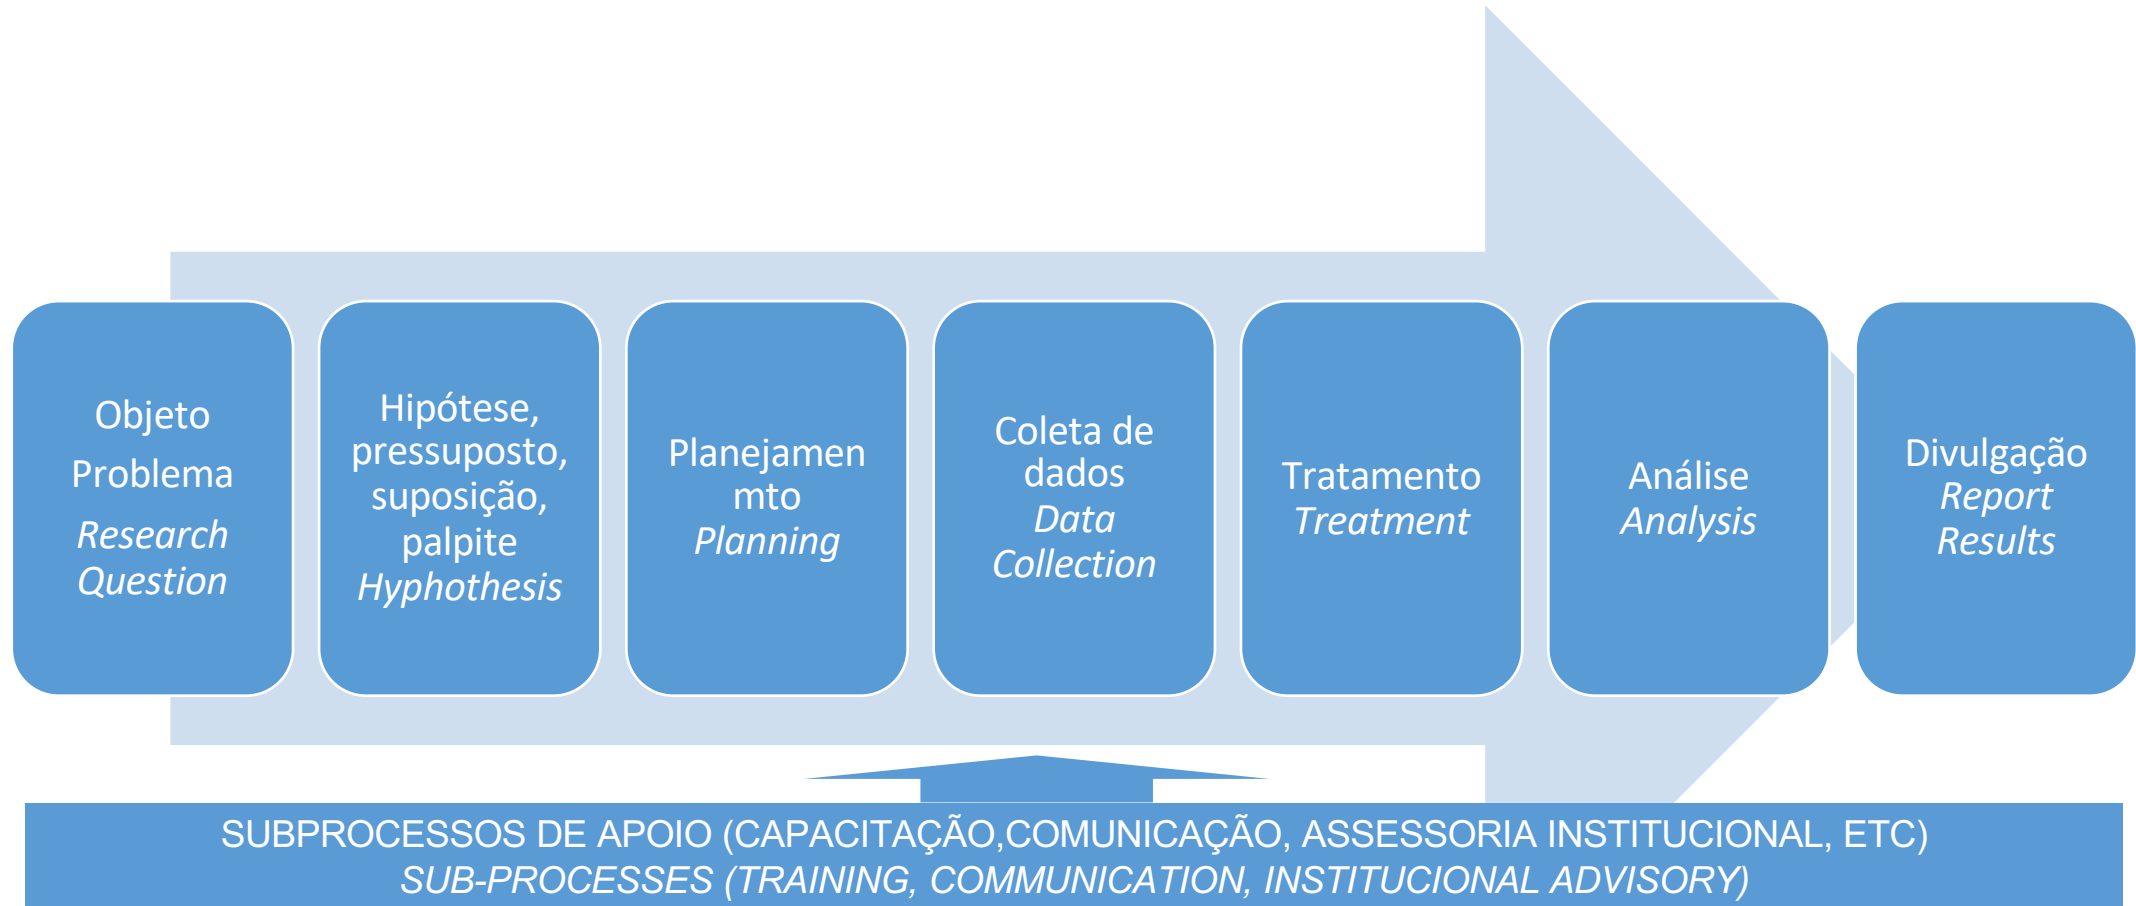 Objeto
Problema
Research
Question
Hipótese,
pressuposto,
suposição,
palpite
Hyphothesis
Planejamen
mto
Planning
Coleta de
dados
Data
Collection
Tratamento
Treatment
Análise
Analysis
Divulgação
Report
Results
SUBPROCESSOS DE APOIO (CAPACITAÇÃO,COMUNICAÇÃO, ASSESSORIA INSTITUCIONAL, ETC)
SUB-PROCESSES (TRAINING, COMMUNICATION, INSTITUCIONAL ADVISORY)